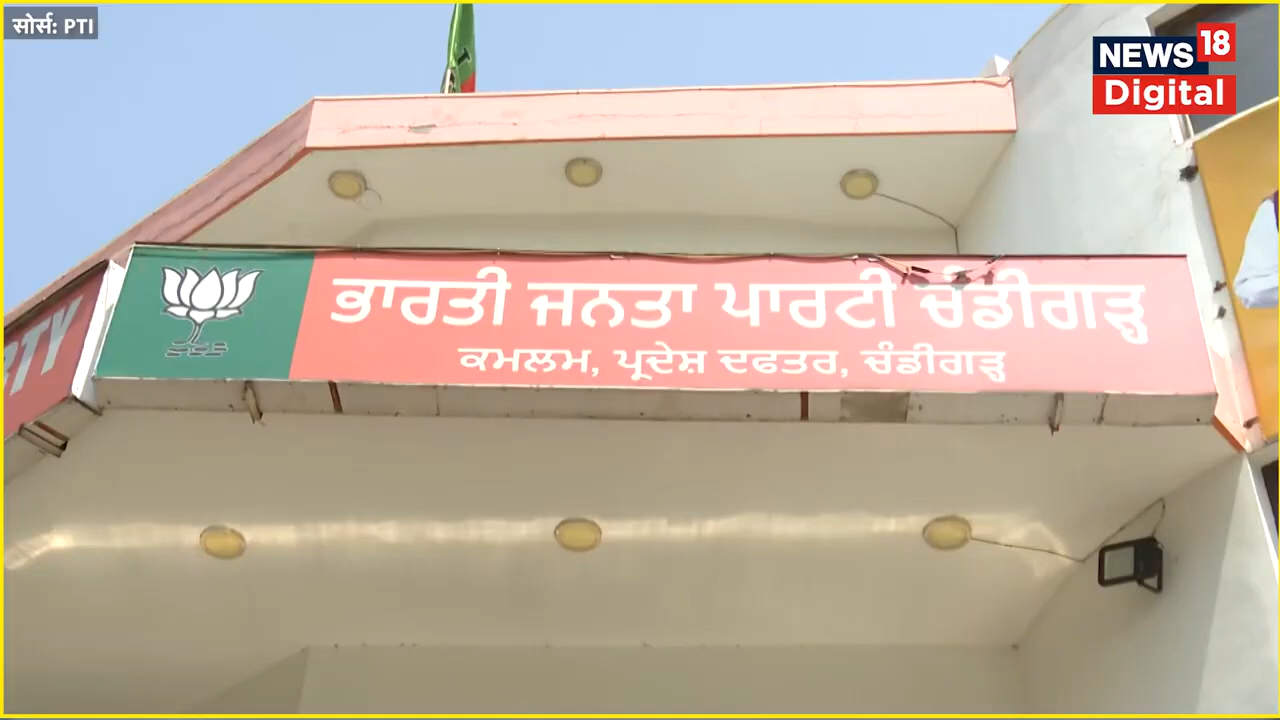 सोर्स: PTI
NEWS 18
Digital
ਭਾਰਤੀ ਜਨਤਾ ਪਾਰਟੀ ਚੰਡੀਗੜ੍ਹ
ਕਮਲਮ, ਪ੍ਰਦੇਸ਼ ਦਫਤਰ, ਚੰਡੀਗੜ੍ਹ